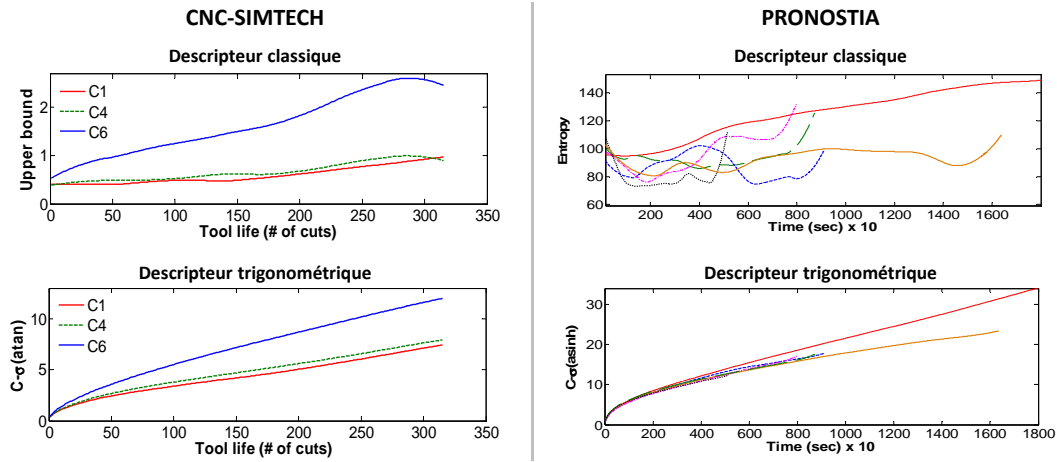 CNC-SIMTECH
Descripteur classique
Upper bound
2
1
0
C1
C4
C6
0 50 100 150 200 250 300 350
Tool life (# of cuts)
Descripteur trigonométrique
C-σ(atan)
10
5
0
C1
C4
C6
0 50 100 150 200 250 300 350
Tool life (# of cuts)
PRONOSTIA
Descripteur classique
Entropy
140
120
100
80
60
200 400 600 800 1000 1200 1400 1600
Time (sec) x 10
Descripteur trigonométrique
C-σ(asinh)
30
20
10
0
0 200 400 600 800 1000 1200 1400 1600 1800
Time (sec) x 10